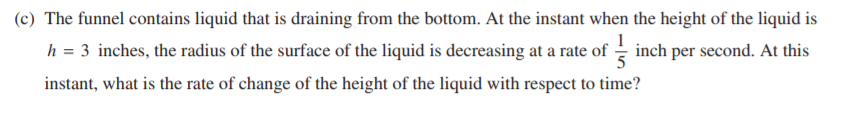 (c) The funnel contains liquid that is draining from the bottom. At the instant when the height of the liquid is
h = 3 inches, the radius of the surface of the liquid is decreasing at a rate of 1/5 inch per second. At this
instant, what is the rate of change of the height of the liquid with respect to time?